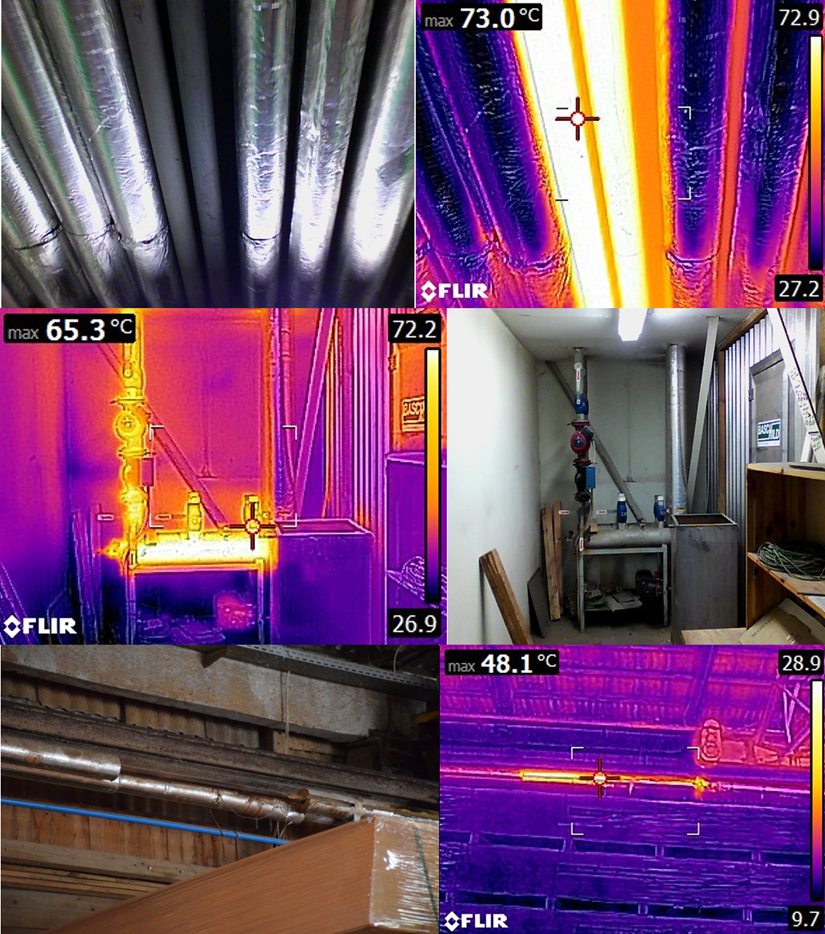 max 73.0 °C
72.9
27.2
FLIR
max 65.3 °C
72.2
26.9
FLIR
max 48.1 °C
28.9
9.7
FLIR